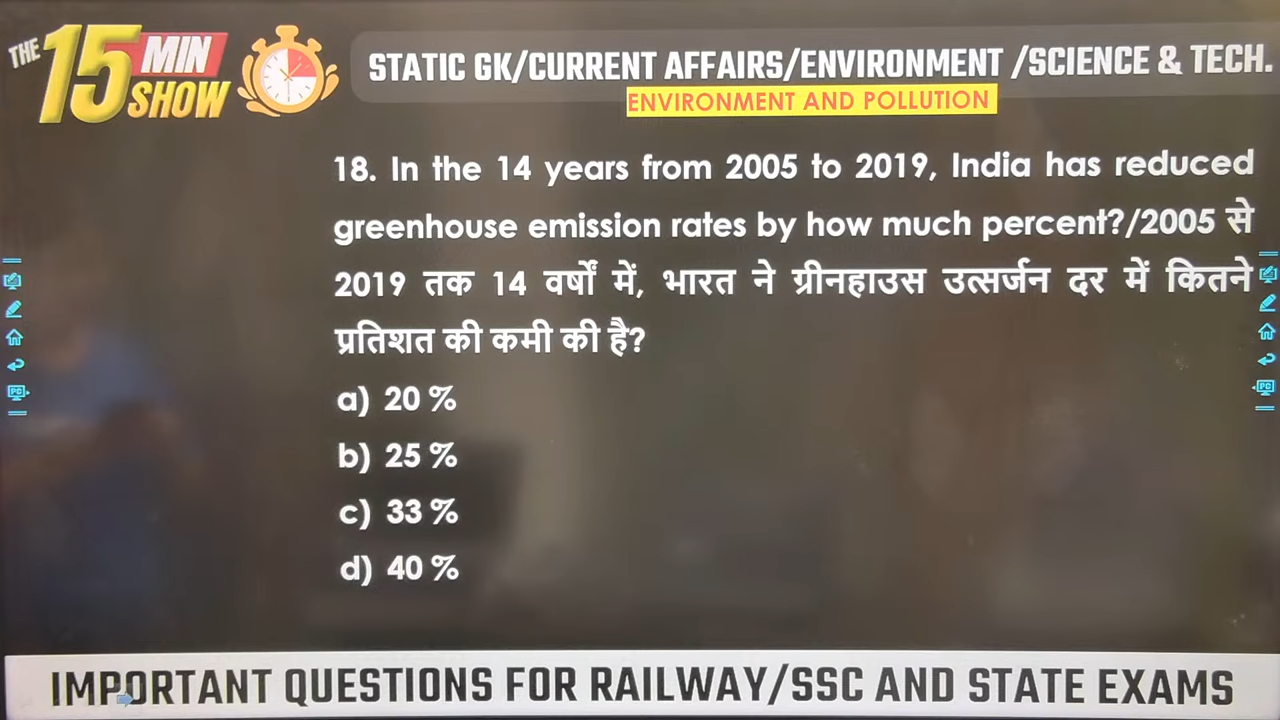 THE 15 MIN SHOW
STATIC GK/CURRENT AFFAIRS/ENVIRONMENT /SCIENCE & TECH.
ENVIRONMENT AND POLLUTION
18. In the 14 years from 2005 to 2019, India has reduced
greenhouse emission rates by how much percent?/2005 से
2019 तक 14 वर्षों में, भारत ने ग्रीनहाउस उत्सर्जन दर में कितने
प्रतिशत की कमी की है?
a) 20 %
b) 25 %
c) 33 %
d) 40 %
PC
PC
IMPORTANT QUESTIONS FOR RAILWAY/SSC AND STATE EXAMS